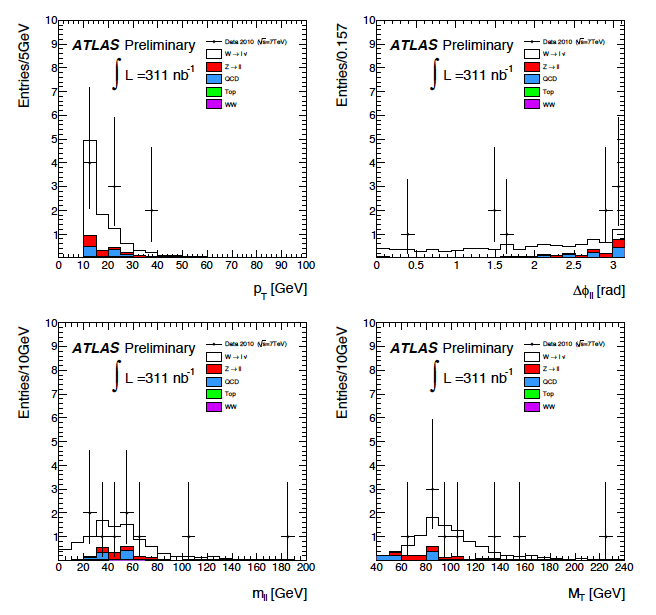 Entries/5GeV
10
9
8
7
6
5
4
3
2
1
ATLAS Preliminary
∫ L =311 nb⁻¹
Data 2010 (√s=7TeV)
W → l ν
Z → ll
QCD
Top
WW
0 10 20 30 40 50 60 70 80 90 100
p_T [GeV]
Entries/0.157
10
9
8
7
6
5
4
3
2
1
ATLAS Preliminary
∫ L =311 nb⁻¹
Data 2010 (√s=7TeV)
W → l ν
Z → ll
QCD
Top
WW
0 0.5 1 1.5 2 2.5 3
Δϕ_ll [rad]
Entries/10GeV
10
9
8
7
6
5
4
3
2
1
0
ATLAS Preliminary
∫ L =311 nb⁻¹
Data 2010 (√s=7TeV)
W → l ν
Z → ll
QCD
Top
WW
0 20 40 60 80 100 120 140 160 180 200
m_ll [GeV]
Entries/10GeV
10
9
8
7
6
5
4
3
2
1
0
ATLAS Preliminary
∫ L =311 nb⁻¹
Data 2010 (√s=7TeV)
W → l ν
Z → ll
QCD
Top
WW
40 60 80 100 120 140 160 180 200 220 240
M_T [GeV]